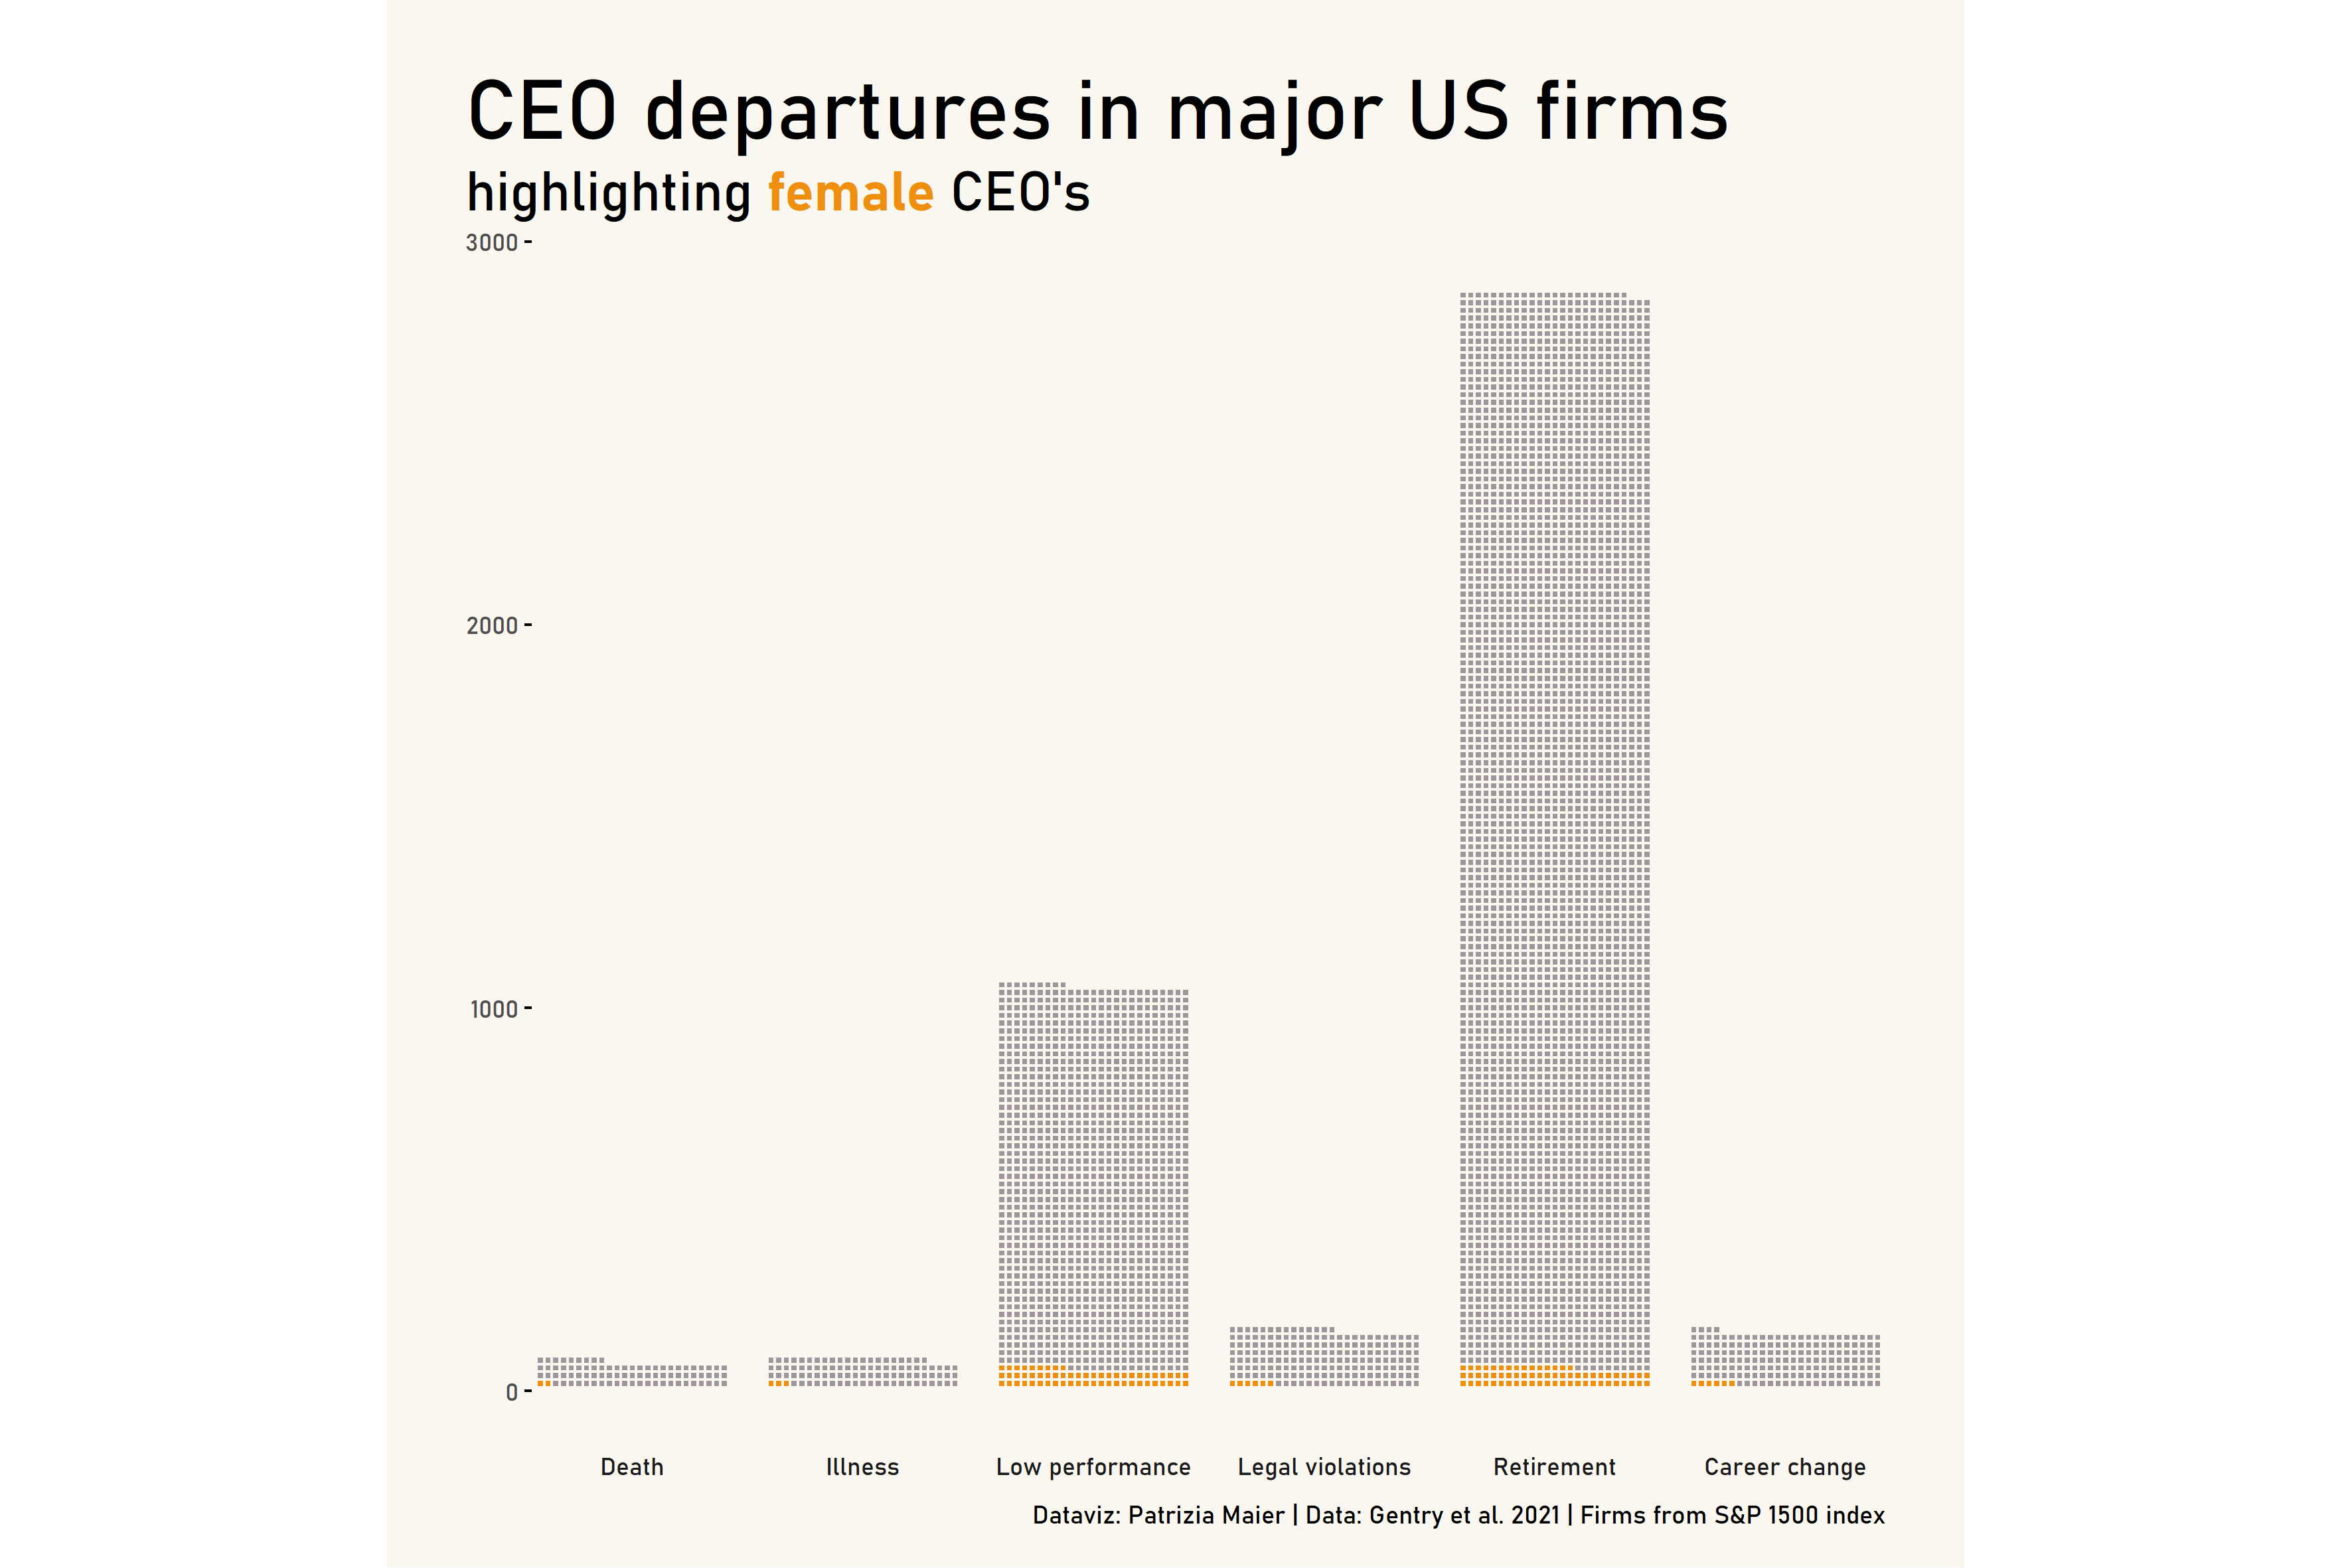 CEO departures in major US firms
highlighting female CEO's
3000
2000
1000
0
Death Illness Low performance Legal violations Retirement Career change
Dataviz: Patrizia Maier | Data: Gentry et al. 2021 | Firms from S&P 1500 index